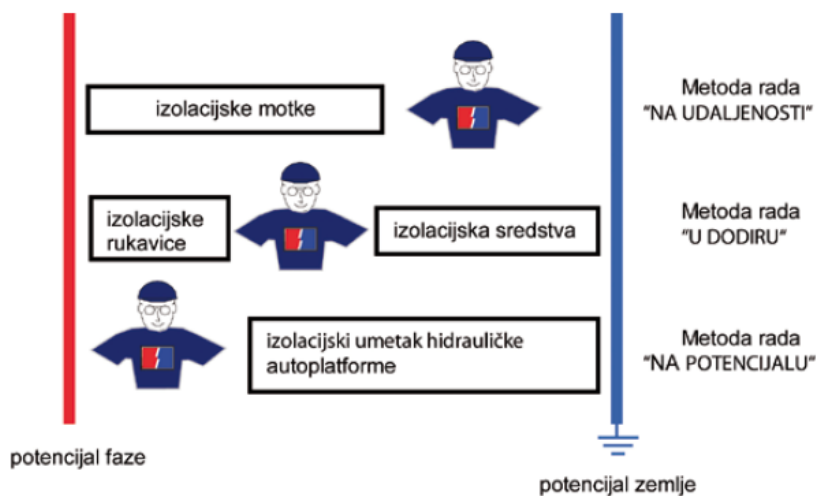 izolacijske motke
Metoda rada
"NA UDALJENOSTI"
izolacijske
rukavice
izolacijska sredstva
Metoda rada
"U DODIRU"
izolacijski umetak hidrauličke
autoplatforme
Metoda rada
"NA POTENCIJALU"
potencijal faze
potencijal zemlje